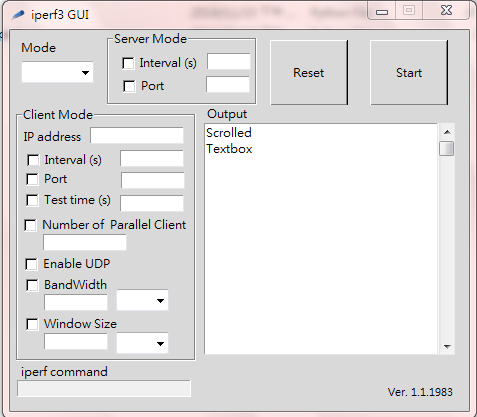 iperf3 GUI
Mode
Server Mode
Interval (s)
Port
Reset
Start
Client Mode
IP address
Interval (s)
Port
Test time (s)
Number of Parallel Client
Enable UDP
BandWidth
Window Size
Output
Scrolled
Textbox
iperf command
Ver. 1.1.1983